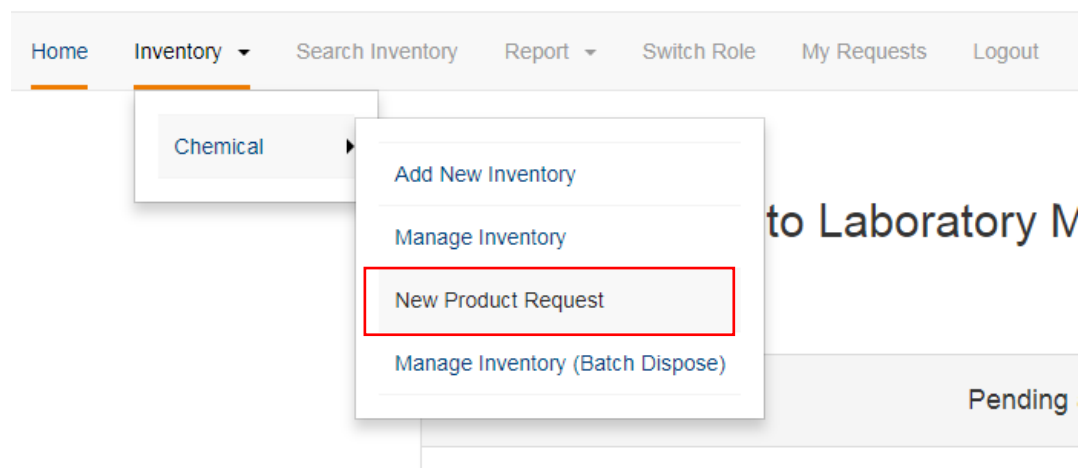 Home Inventory Search Inventory Report Switch Role My Requests Logout
Chemical
Add New Inventory
Manage Inventory
to Laboratory
New Product Request
Manage Inventory (Batch Dispose)
Pending